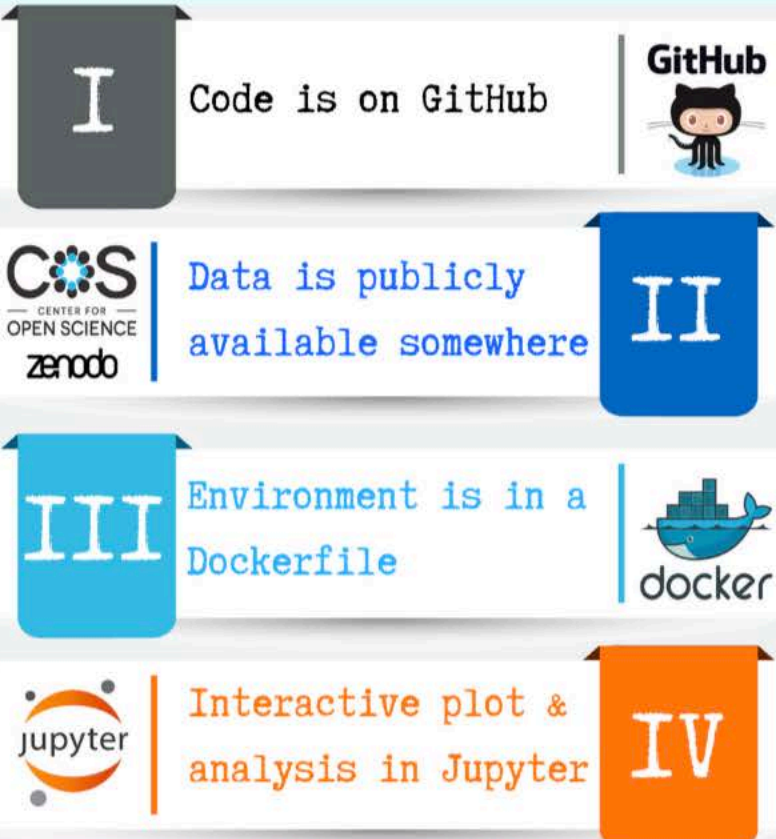 I
Code is on GitHub
GitHub
COS
CENTER FOR
OPEN SCIENCE
zenodo
Data is publicly
available somewhere
II
III
Environment is in a
Dockerfile
docker
jupyter
Interactive plot &
analysis in Jupyter
IV